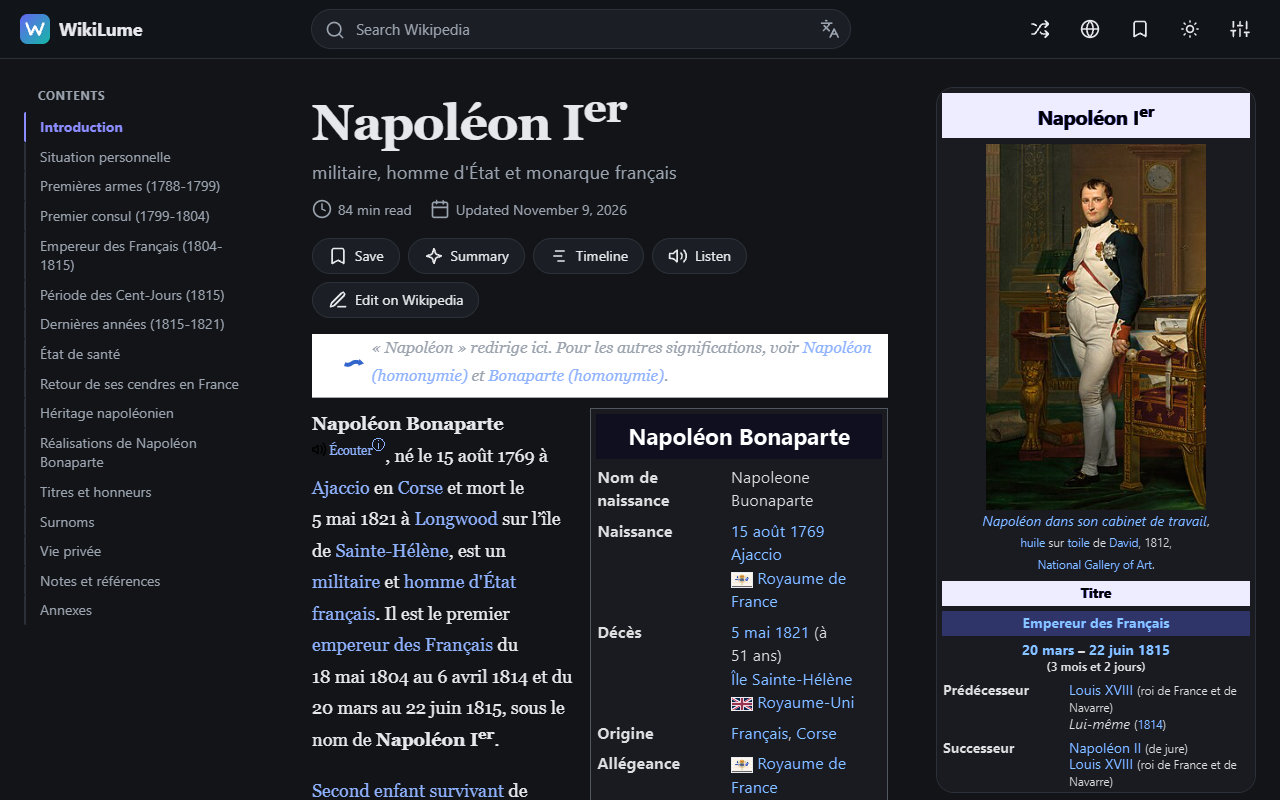 WikiLume
Search Wikipedia
CONTENTS
Introduction
Situation personnelle
Premières armes (1788-1799)
Premier consul (1799-1804)
Empereur des Français (1804-
1815)
Période des Cent-Jours (1815)
Dernières années (1815-1821)
État de santé
Retour de ses cendres en France
Héritage napoléonien
Réalisations de Napoléon
Bonaparte
Titres et honneurs
Surnoms
Vie privée
Notes et références
Annexes
Napoléon Ier
militaire, homme d'État et monarque français
84 min read Updated November 9, 2026
Save Summary Timeline Listen
Edit on Wikipedia
« Napoléon » redirige ici. Pour les autres significations, voir Napoléon
(homonymie) et Bonaparte (homonymie).
Napoléon Bonaparte
Écouter, né le 15 août 1769 à
Ajaccio en Corse et mort le
5 mai 1821 à Longwood sur l'île
de Sainte-Hélène, est un
militaire et homme d'État
français. Il est le premier
empereur des Français du
18 mai 1804 au 6 avril 1814 et du
20 mars au 22 juin 1815, sous le
nom de Napoléon Ier.
Second enfant survivant de
Napoléon Bonaparte
Nom de
naissance
Napoleone
Buonaparte
Naissance
15 août 1769
Ajaccio
Royaume de
France
Décès
5 mai 1821 (à
51 ans)
Île Sainte-Hélène
Royaume-Uni
Origine
Français, Corse
Allégeance
Royaume de
France
Napoléon Ier
Napoléon dans son cabinet de travail,
huile sur toile de David, 1812,
National Gallery of Art.
Titre
Empereur des Français
20 mars – 22 juin 1815
(3 mois et 2 jours)
Prédécesseur
Louis XVIII (roi de France et de
Navarre)
Lui-même (1814)
Successeur
Napoléon II (de jure)
Louis XVIII (roi de France et de
Navarre)